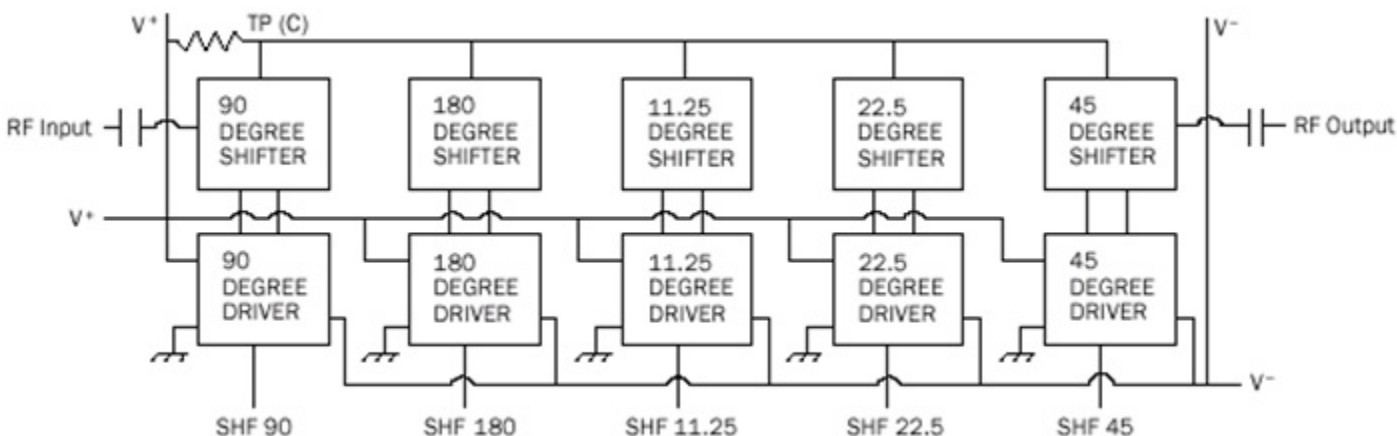 V+
TP (C)
V−
RF Input
90
DEGREE
SHIFTER
180
DEGREE
SHIFTER
11.25
DEGREE
SHIFTER
22.5
DEGREE
SHIFTER
45
DEGREE
SHIFTER
RF Output
V+
90
DEGREE
DRIVER
180
DEGREE
DRIVER
11.25
DEGREE
DRIVER
22.5
DEGREE
DRIVER
45
DEGREE
DRIVER
V−
SHF 90
SHF 180
SHF 11.25
SHF 22.5
SHF 45